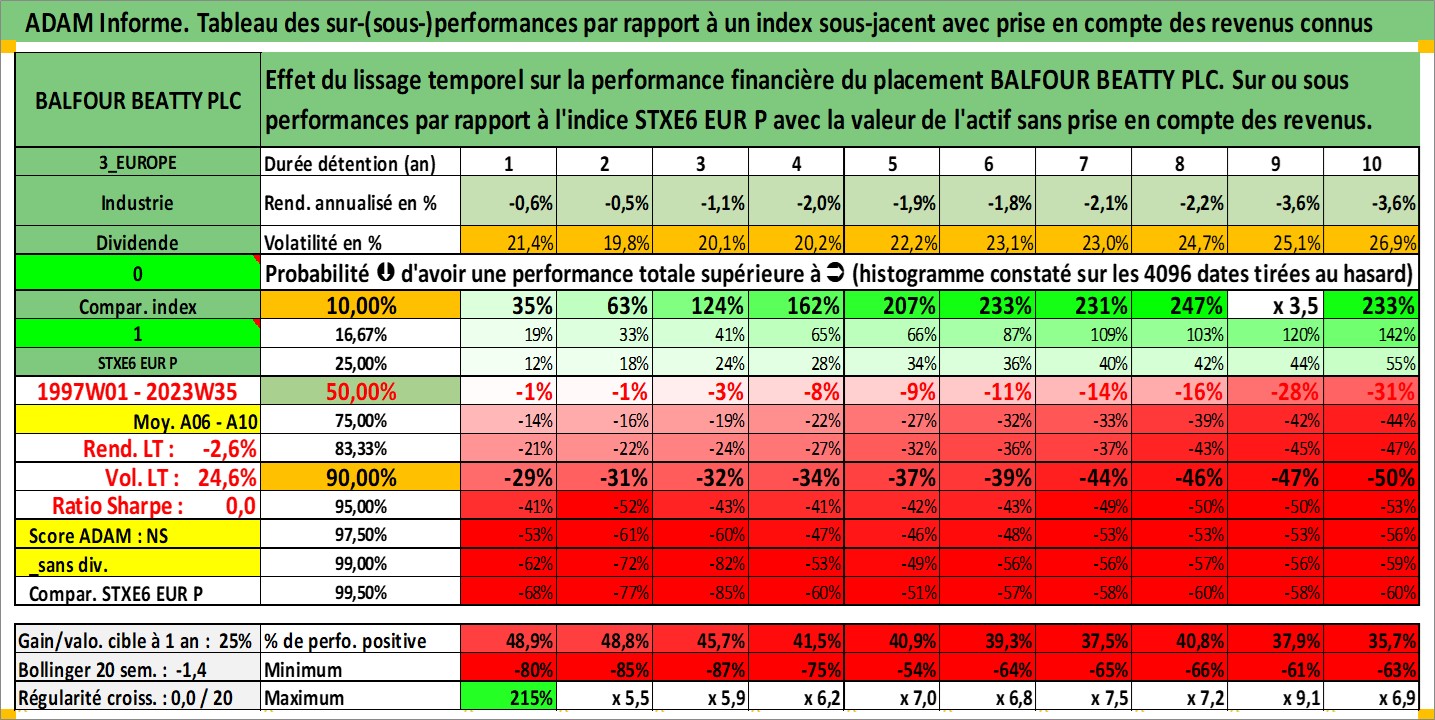 ADAM Informe. Tableau des sur-(sous-)performances par rapport à un index sous-jacent avec prise en compte des revenus connus
BALFOUR BEATTY PLC
Effet du lissage temporel sur la performance financière du placement BALFOUR BEATTY PLC. Sur ou sous
performances par rapport à l'indice STXE6 EUR P avec la valeur de l'actif sans prise en compte des revenus.
3_EUROPE Durée détention (an) 1 2 3 4 5 6 7 8 9 10
Industrie Rend. annualisé en % -0,6% -0,5% -1,1% -2,0% -1,9% -1,8% -2,1% -2,2% -3,6% -3,6%
Dividende Volatilité en % 21,4% 19,8% 20,1% 20,2% 22,2% 23,1% 23,0% 24,7% 25,1% 26,9%
0 Probabilité d'avoir une performance totale supérieure à (histogramme constaté sur les 4096 dates tirées au hasard)
Compar. index 10,00% 35% 63% 124% 162% 207% 233% 231% 247% x 3,5 233%
1 16,67% 19% 33% 41% 65% 66% 87% 109% 103% 120% 142%
STXE6 EUR P 25,00% 12% 18% 24% 28% 34% 36% 40% 42% 44% 55%
1997W01 - 2023W35 50,00% -1% -1% -3% -8% -9% -11% -14% -16% -28% -31%
Moy. A06 - A10 75,00% -14% -16% -19% -22% -27% -32% -33% -39% -42% -44%
Rend. LT : -2,6% 83,33% -21% -22% -24% -27% -32% -36% -37% -43% -45% -47%
Vol. LT : 24,6% 90,00% -29% -31% -32% -34% -37% -39% -44% -46% -47% -50%
Ratio Sharpe : 0,0 95,00% -41% -52% -43% -41% -42% -43% -49% -50% -50% -53%
Score ADAM : NS 97,50% -53% -61% -60% -47% -46% -48% -53% -53% -53% -56%
_sans div. 99,00% -62% -72% -82% -53% -49% -56% -56% -57% -56% -59%
Compar. STXE6 EUR P 99,50% -68% -77% -85% -60% -51% -57% -58% -60% -58% -60%
Gain/valo. cible à 1 an : 25% % de perfo. positive 48,9% 48,8% 45,7% 41,5% 40,9% 39,3% 37,5% 40,8% 37,9% 35,7%
Bollinger 20 sem. : -1,4 Minimum -80% -85% -87% -75% -54% -64% -65% -66% -61% -63%
Régularité croiss. : 0,0 / 20 Maximum 215% x 5,5 x 5,9 x 6,2 x 7,0 x 6,8 x 7,5 x 7,2 x 9,1 x 6,9